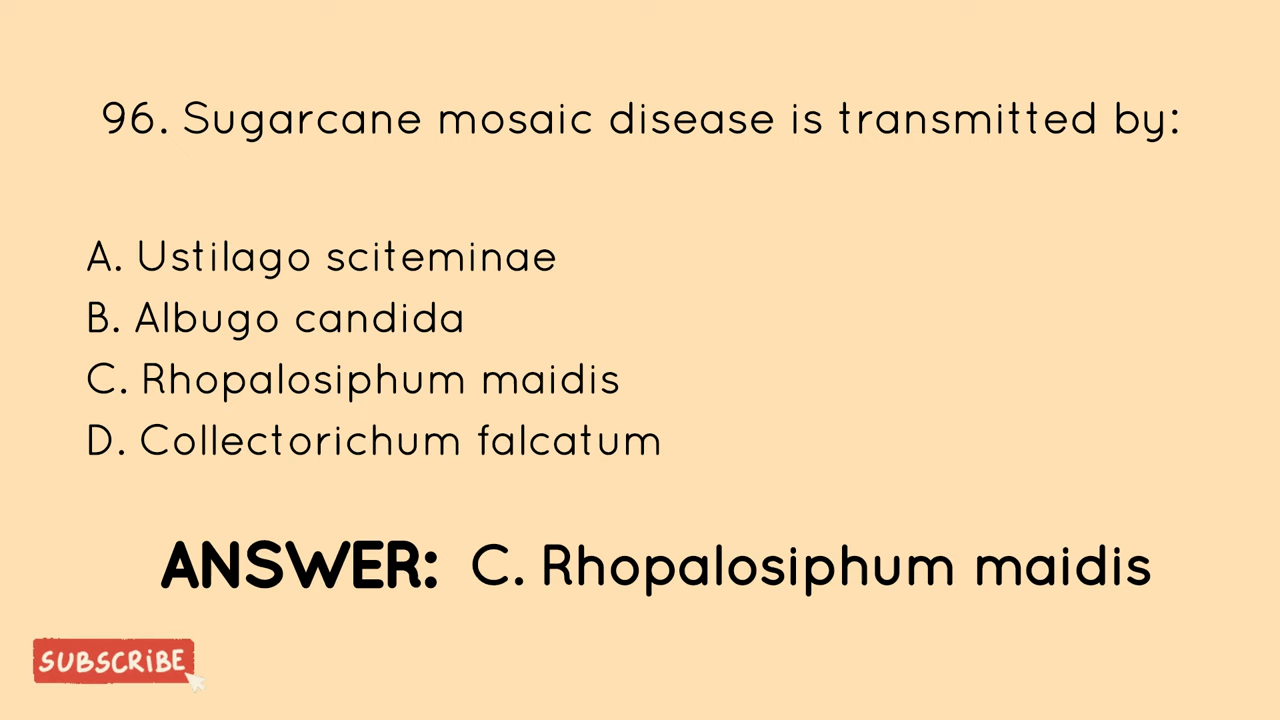 96. Sugarcane mosaic disease is transmitted by:
A. Ustilago sciteminae
B. Albugo candida
C. Rhopalosiphum maidis
D. Collectorichum falcatum
ANSWER: C. Rhopalosiphum maidis
SUBSCRiBE